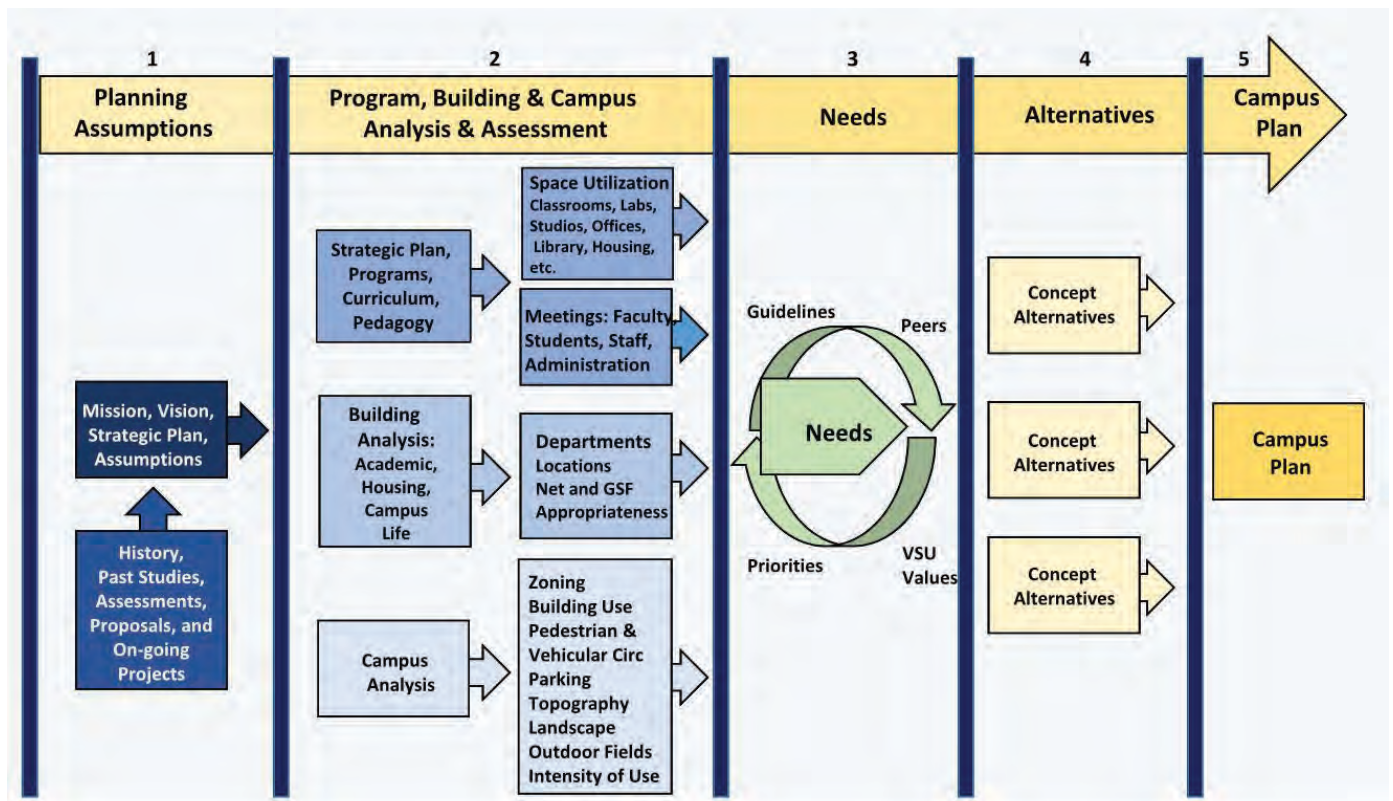 1
2
3
4
5
Planning
Assumptions
Program, Building & Campus
Analysis & Assessment
Needs
Alternatives
Campus
Plan
Mission, Vision,
Strategic Plan,
Assumptions
History,
Past Studies,
Assessments,
Proposals, and
On-going
Projects
Strategic Plan,
Programs,
Curriculum,
Pedagogy
Space Utilization
Classrooms, Labs,
Studios, Offices,
Library, Housing,
etc.
Meetings: Faculty,
Students, Staff,
Administration
Building
Analysis:
Academic,
Housing,
Campus
Life
Departments
Locations
Net and GSF
Appropriateness
Campus
Analysis
Zoning
Building Use
Pedestrian &
Vehicular Circ
Parking
Topography
Landscape
Outdoor Fields
Intensity of Use
Guidelines
Peers
Needs
Priorities
VSU
Values
Concept
Alternatives
Concept
Alternatives
Concept
Alternatives
Campus
Plan